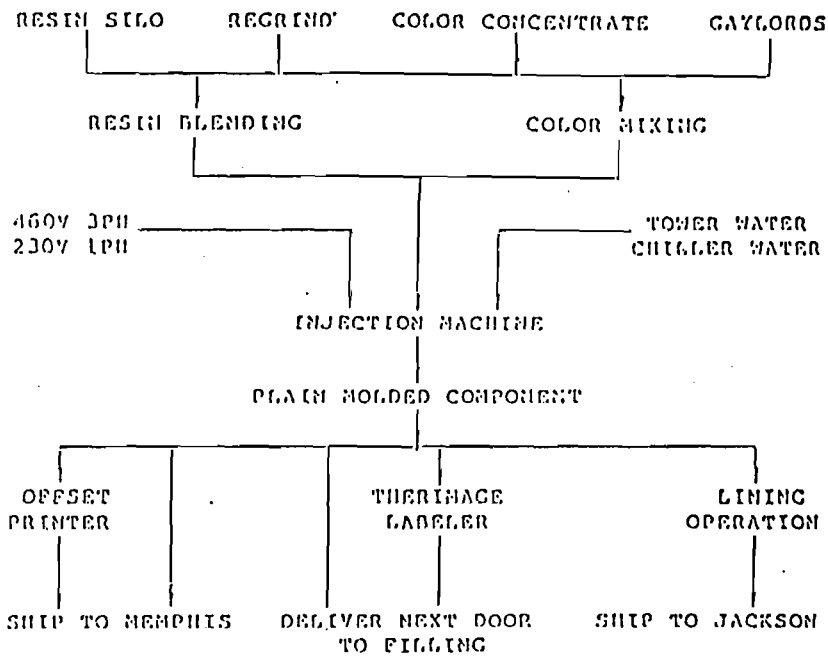 RESIN SILO REGRIND COLOR CONCENTRATE GAYLORDS
RESIN BLENDING COLOR MIXING
460V 3PH TOWER WATER
230V 1PH CHILLER WATER
INJECTION MACHINE
PLAIN MOLDED COMPONENT
OFFSET THERIMAGE LINING
PRINTER LABELER OPERATION
SHIP TO MEMPHIS DELIVER NEXT DOOR SHIP TO JACKSON
TO FILLING